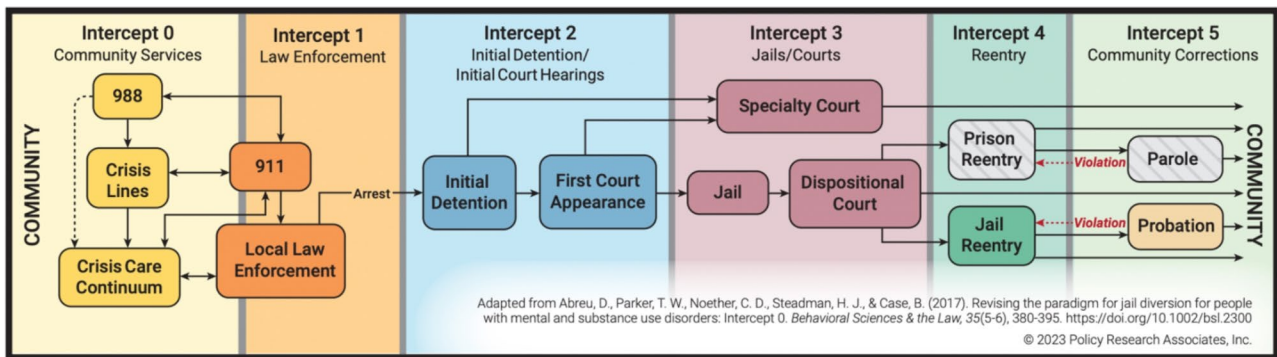 Intercept 0
Community Services
Intercept 1
Law Enforcement
Intercept 2
Initial Detention/
Initial Court Hearings
Intercept 3
Jails/Courts
Intercept 4
Reentry
Intercept 5
Community Corrections
COMMUNITY
988
Crisis
Lines
Crisis Care
Continuum
911
Local Law
Enforcement
Arrest
Initial
Detention
First Court
Appearance
Specialty Court
Jail
Dispositional
Court
Prison
Reentry
Violation
Parole
Jail
Reentry
Violation
Probation
COMMUNITY
Adapted from Abreu, D., Parker, T. W., Noether, C. D., Steadman, H. J., & Case, B. (2017). Revising the paradigm for jail diversion for people
with mental and substance use disorders: Intercept 0. Behavioral Sciences & the Law, 35(5-6), 380-395. https://doi.org/10.1002/bsl.2300
© 2023 Policy Research Associates, Inc.